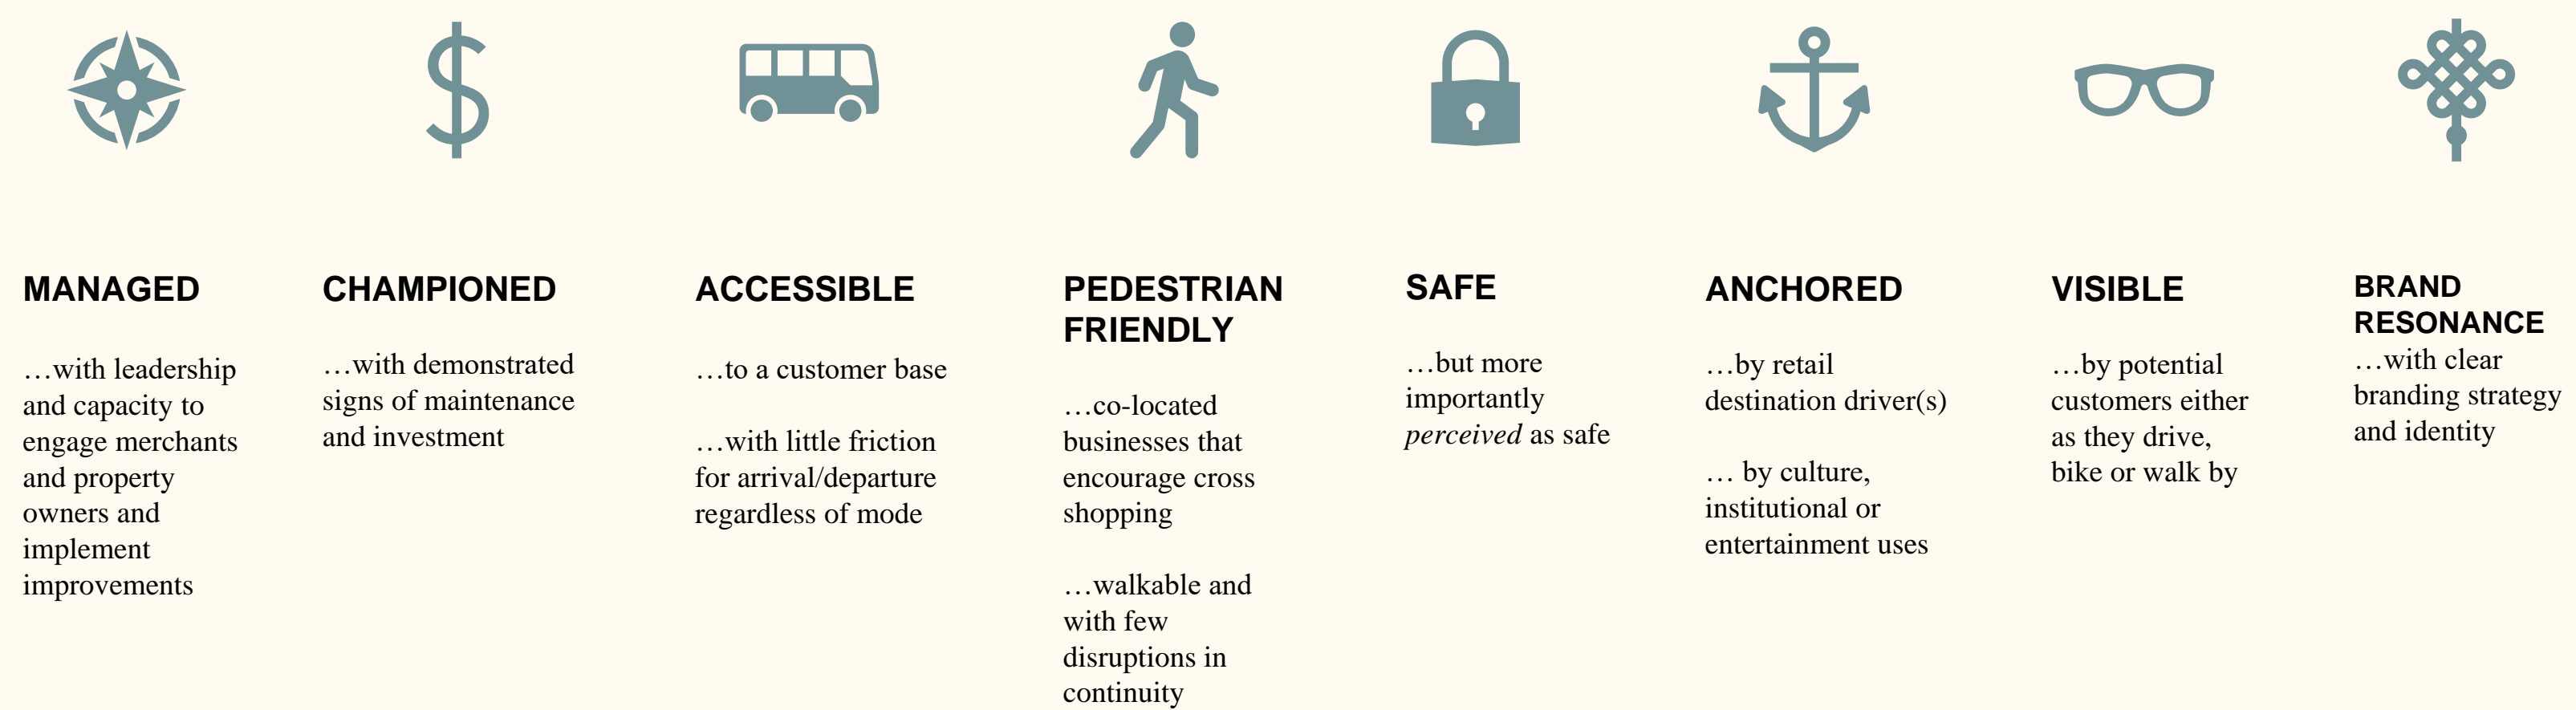 MANAGED
…with leadership
and capacity to
engage merchants
and property
owners and
implement
improvements
CHAMPIONED
…with demonstrated
signs of maintenance
and investment
ACCESSIBLE
…to a customer base
…with little friction
for arrival/departure
regardless of mode
PEDESTRIAN
FRIENDLY
…co-located
businesses that
encourage cross
shopping
…walkable and
with few
disruptions in
continuity
SAFE
…but more
importantly
perceived as safe
ANCHORED
…by retail
destination driver(s)
… by culture,
institutional or
entertainment uses
VISIBLE
…by potential
customers either
as they drive,
bike or walk by
BRAND
RESONANCE
…with clear
branding strategy
and identity